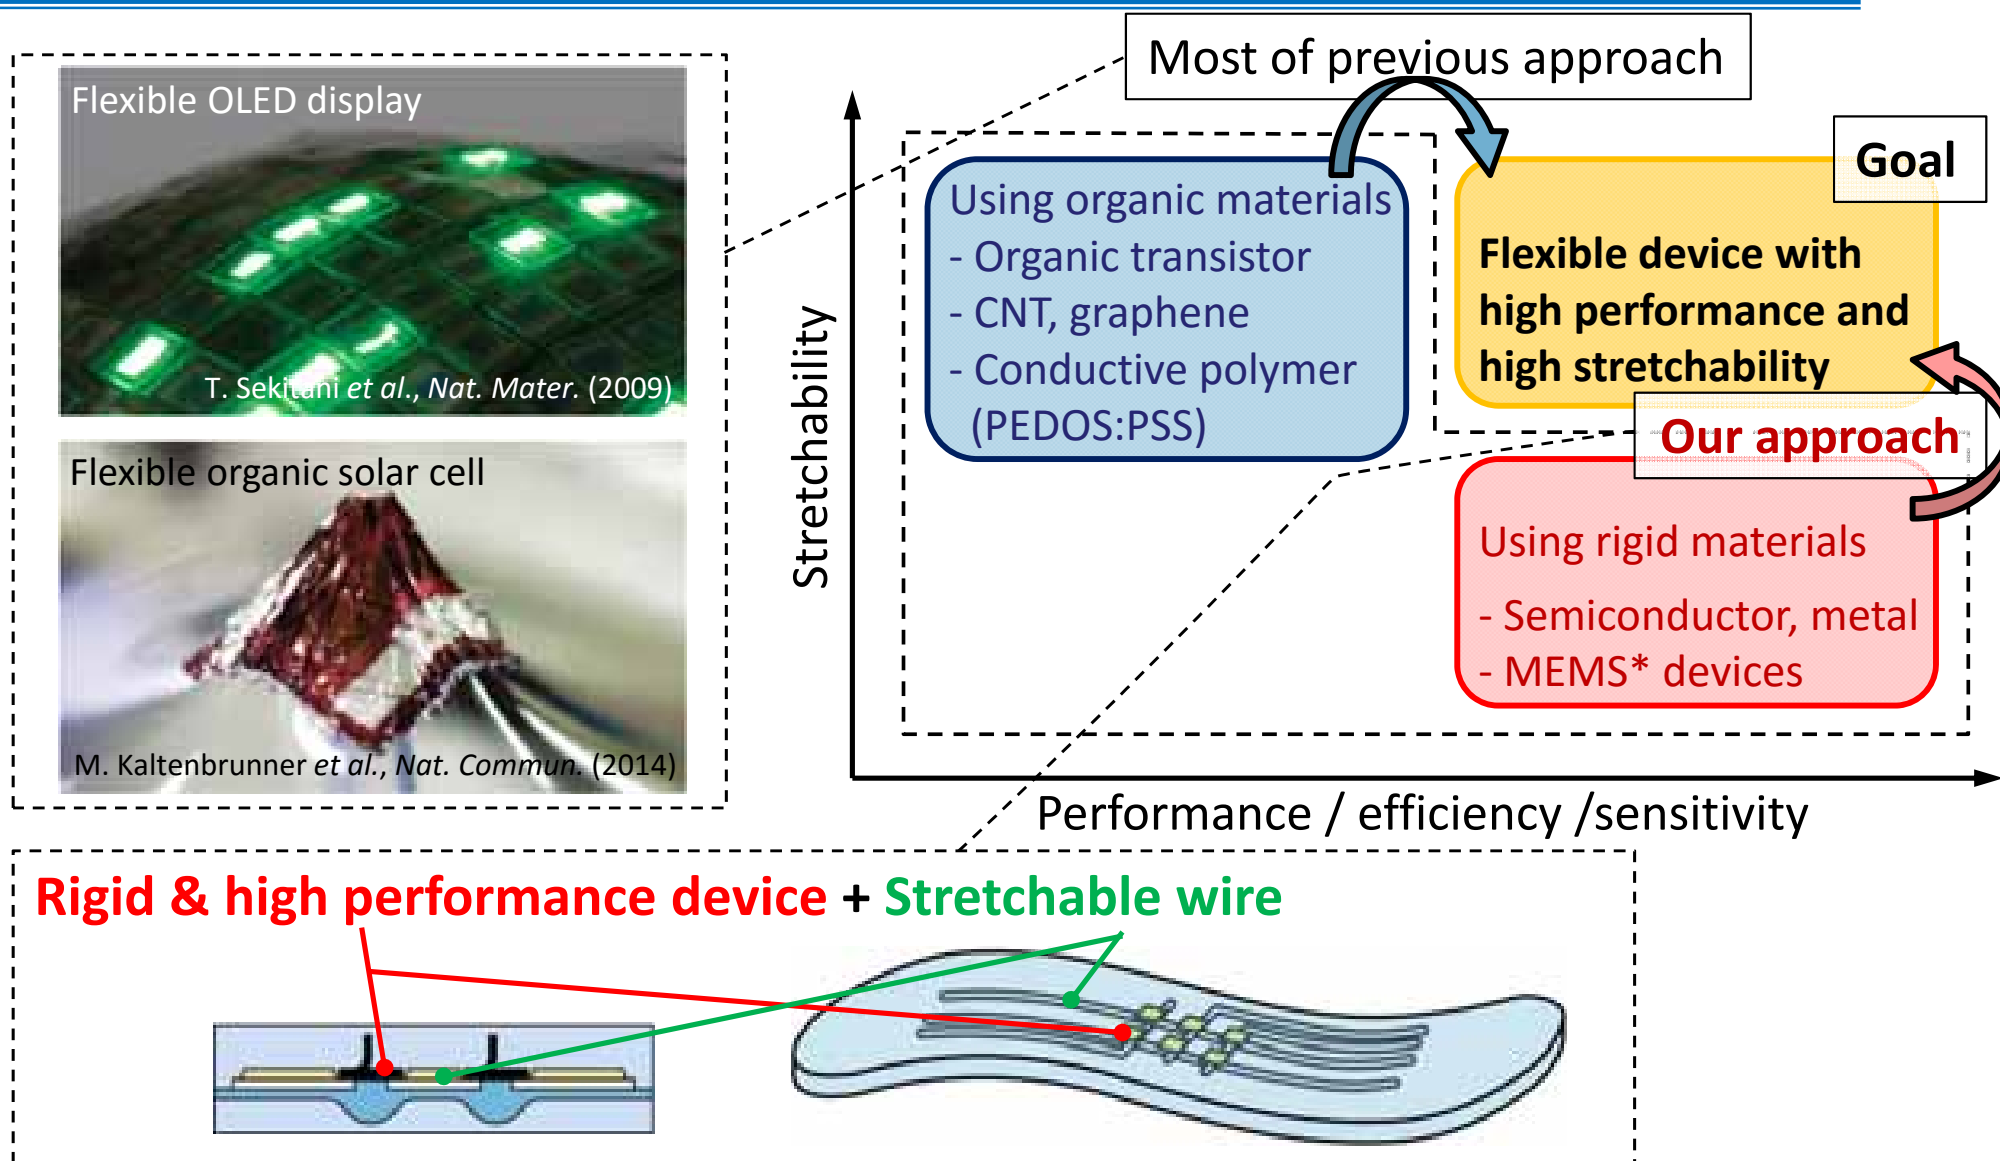 Flexible OLED display
T. Sekitani et al., Nat. Mater. (2009)
Flexible organic solar cell
M. Kaltenbrunner et al., Nat. Commun. (2014)
Most of previous approach
Stretchability
Using organic materials
- Organic transistor
- CNT, graphene
- Conductive polymer
(PEDOS:PSS)
Goal
Flexible device with
high performance and
high stretchability
Our approach
Using rigid materials
- Semiconductor, metal
- MEMS* devices
Performance / efficiency /sensitivity
Rigid & high performance device + Stretchable wire